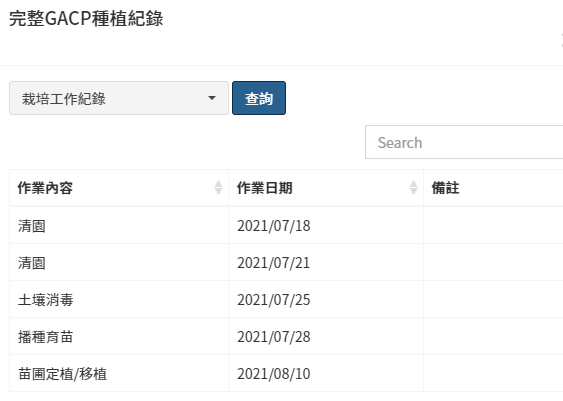 完整GACP種植紀錄
栽培工作紀錄 查詢
Search
作業內容 作業日期 備註
清園 2021/07/18
清園 2021/07/21
土壤消毒 2021/07/25
播種育苗 2021/07/28
苗圃定植/移植 2021/08/10